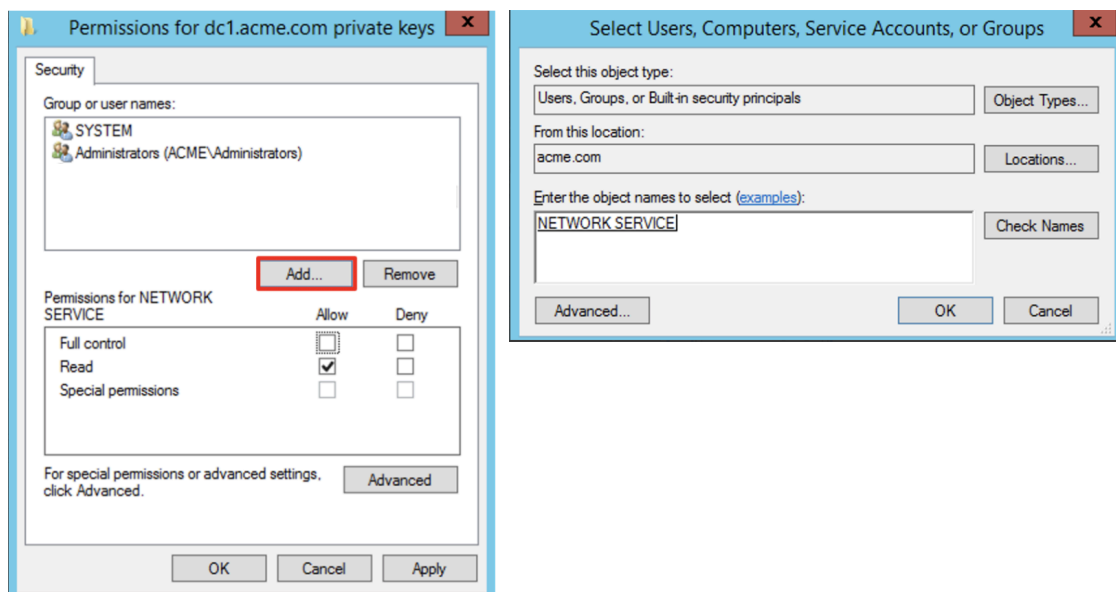 Permissions for dc1.acme.com private keys
x
Security
Group or user names:
SYSTEM
Administrators (ACME\Administrators)
Add...
Remove
Permissions for NETWORK
SERVICE
Allow
Deny
Full control
Read
Special permissions
For special permissions or advanced settings,
click Advanced.
Advanced
OK
Cancel
Apply
Select Users, Computers, Service Accounts, or Groups
x
Select this object type:
Users, Groups, or Built-in security principals
Object Types...
From this location:
acme.com
Locations...
Enter the object names to select (examples):
NETWORK SERVICE
Check Names
Advanced...
OK
Cancel